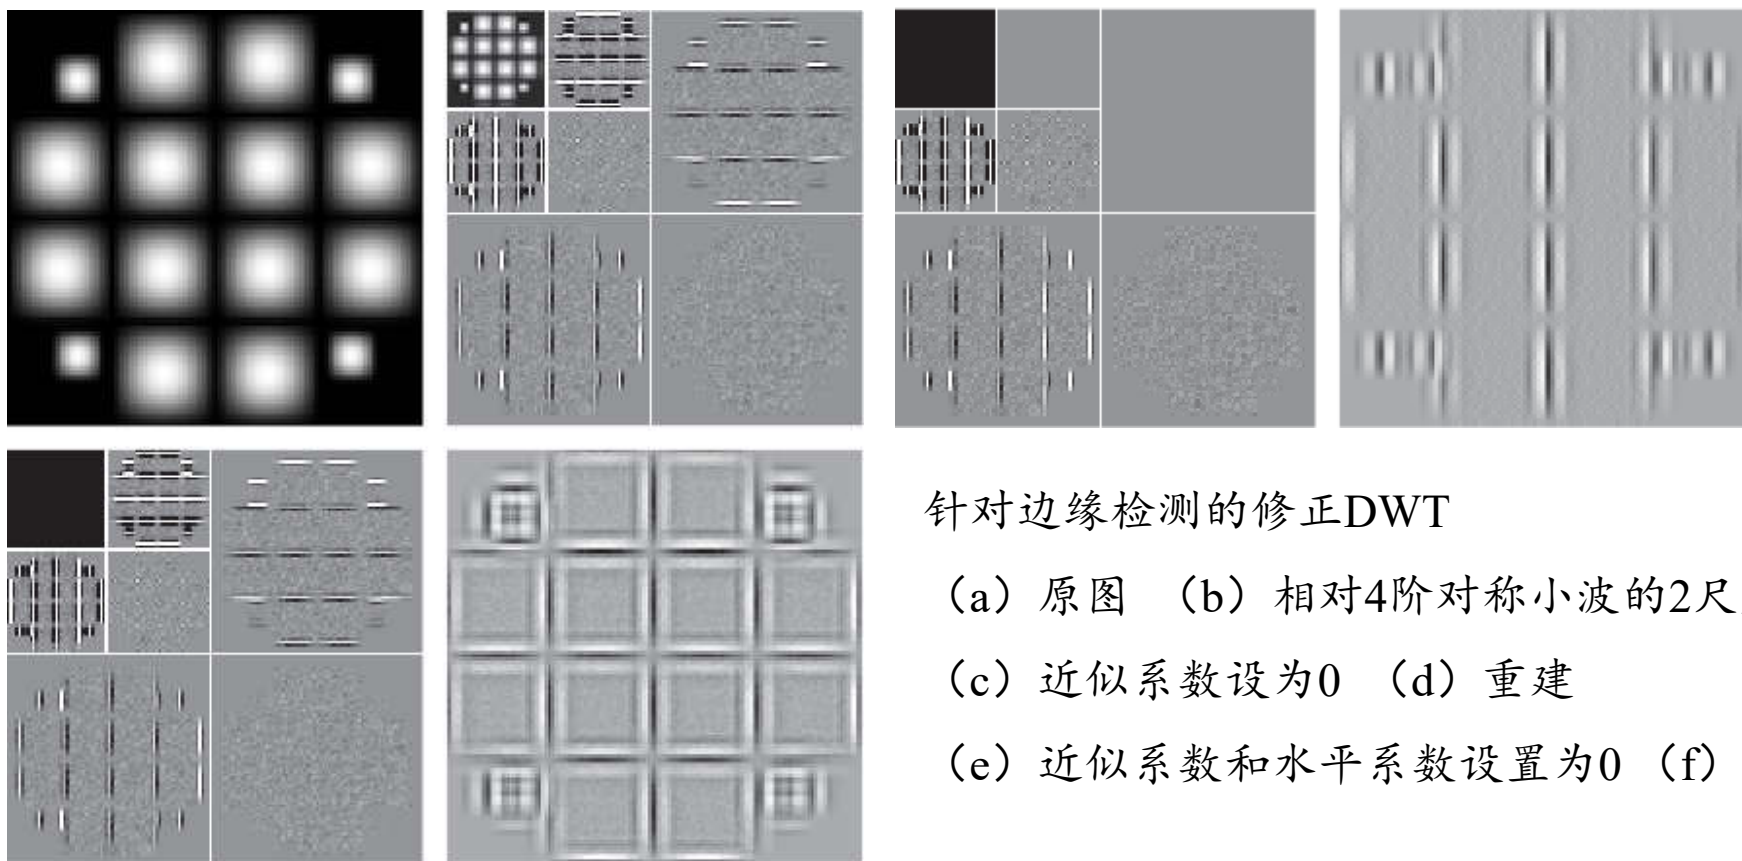 针对边缘检测的修正DWT
（a）原图 （b）相对4阶对称小波的2尺
（c）近似系数设为0 （d）重建
（e）近似系数和水平系数设置为0 （f）